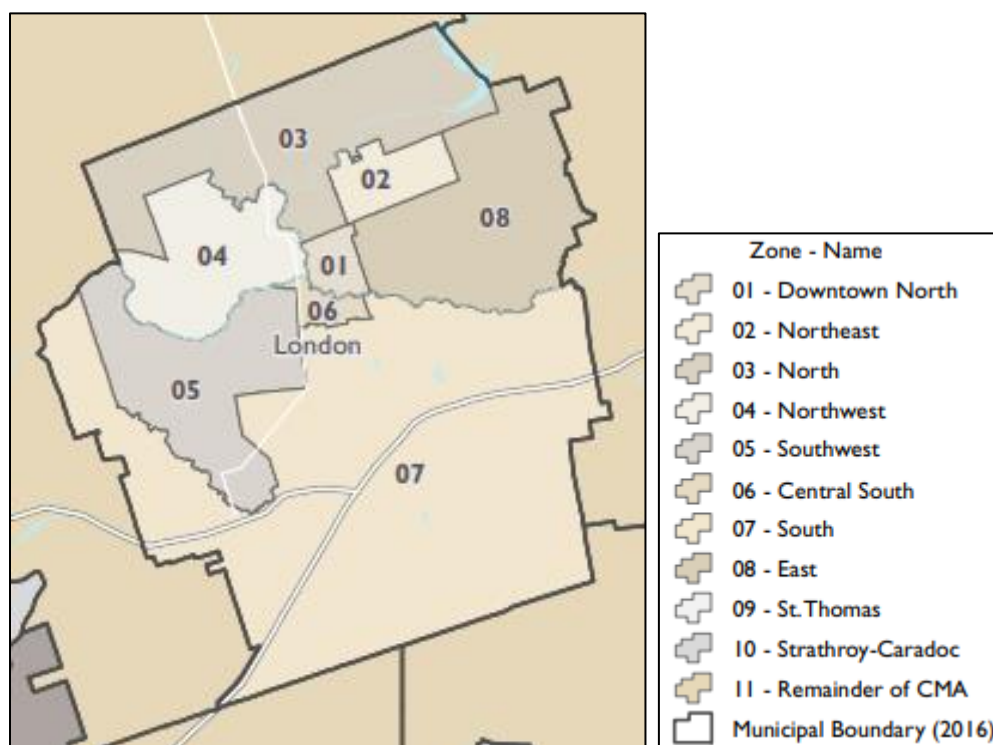 03
02
08
04
01
06
London
05
07
Zone - Name
01 - Downtown North
02 - Northeast
03 - North
04 - Northwest
05 - Southwest
06 - Central South
07 - South
08 - East
09 - St. Thomas
10 - Strathroy-Caradoc
11 - Remainder of CMA
Municipal Boundary (2016)